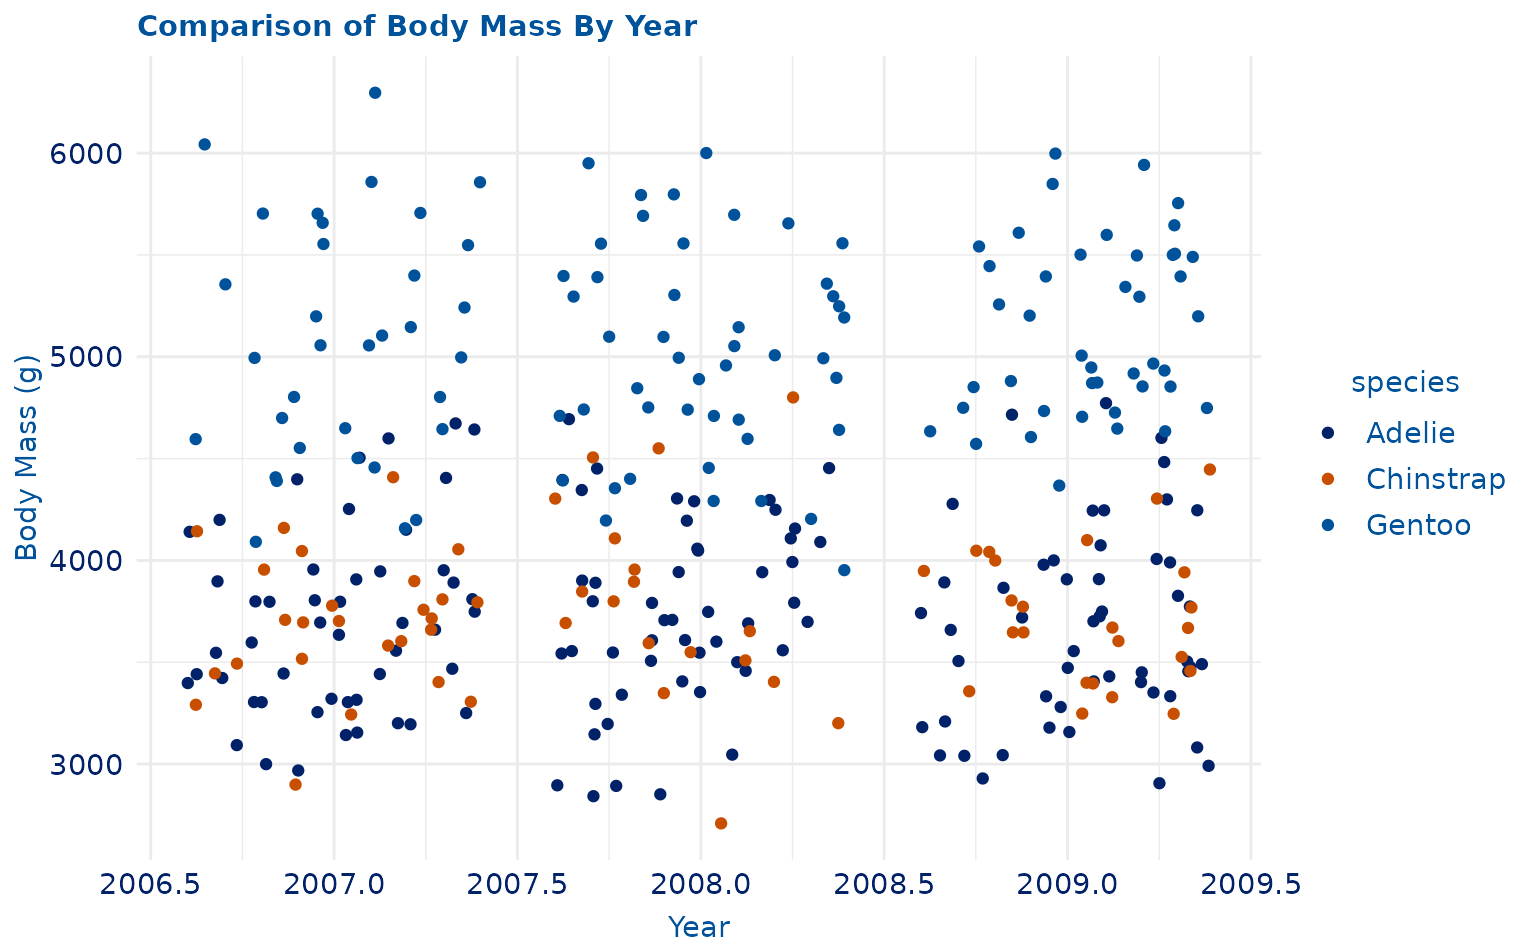 Comparison of Body Mass By Year
6000
5000
4000
3000
Body Mass (g)
2006.5 2007.0 2007.5 2008.0 2008.5 2009.0 2009.5
Year
species
Adelie
Chinstrap
Gentoo